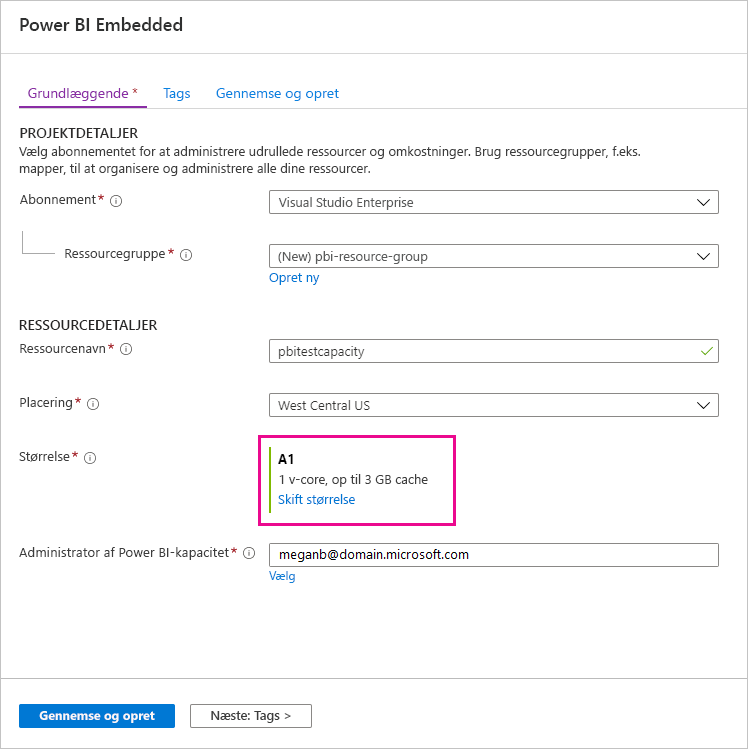 Power BI Embedded
Grundlæggende * Tags Gennemse og opret
PROJEKTDETALJER
Vælg abonnementet for at administrere udrullede ressourcer og omkostninger. Brug ressourcegrupper, f.eks.
mapper, til at organisere og administrere alle dine ressourcer.
Abonnement* Visual Studio Enterprise
Ressourcegruppe* (New) pbi-resource-group
Opret ny
RESSOURCEDETALJER
Ressourcenavn* pbitestcapacity
Placering* West Central US
Størrelse* A1
1 v-core, op til 3 GB cache
Skift størrelse
Administrator af Power BI-kapacitet* meganb@domain.microsoft.com
Vælg
Gennemse og opret Næste: Tags >